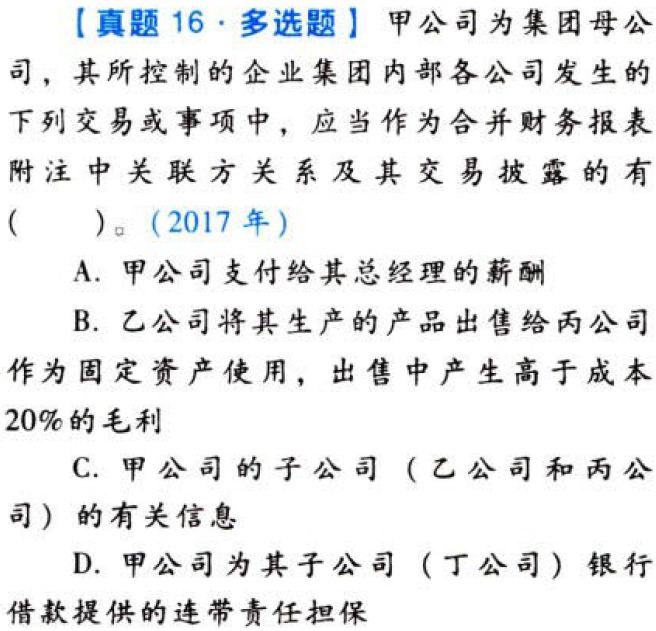 【真题 16·多选题】 甲公司为集团母公
司，其所控制的企业集团内部各公司发生的
下列交易或事项中，应当作为合并财务报表
附注中关联方关系及其交易披露的有
(　　)。(2017 年)
A. 甲公司支付给其总经理的薪酬
B. 乙公司将其生产的产品出售给丙公司
作为固定资产使用，出售中产生高于成本
20%的毛利
C. 甲公司的子公司（乙公司和丙公
司）的有关信息
D. 甲公司为其子公司（丁公司）银行
借款提供的连带责任担保